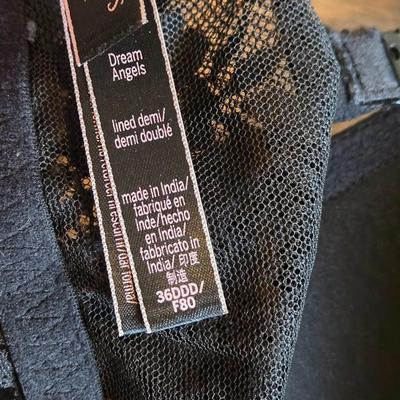 Dream
Angels
lined demi/
demi doublé
made in India/
fabriqué en
Inde/hecho
en India/
fabbricato in
India/ 印度
制造
36DDD/
F80